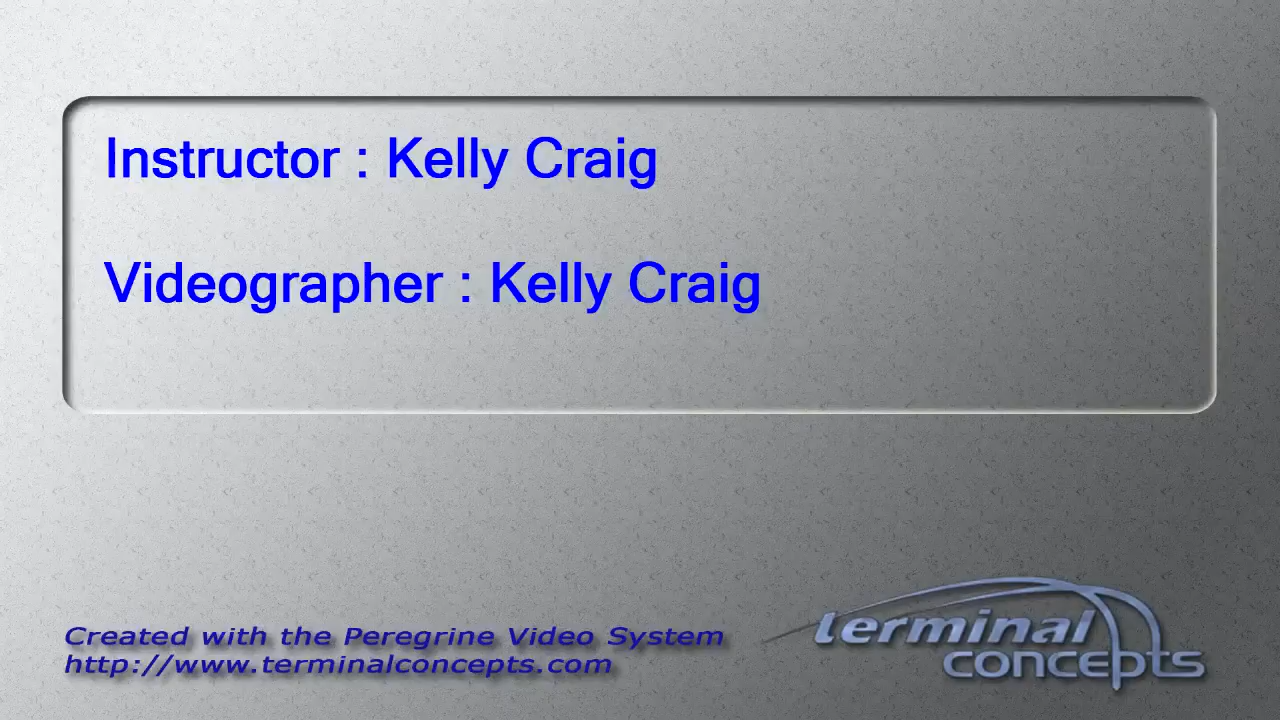 Instructor : Kelly Craig
Videographer : Kelly Craig
Created with the Peregrine Video System
http://www.terminalconcepts.com
terminal
concepts